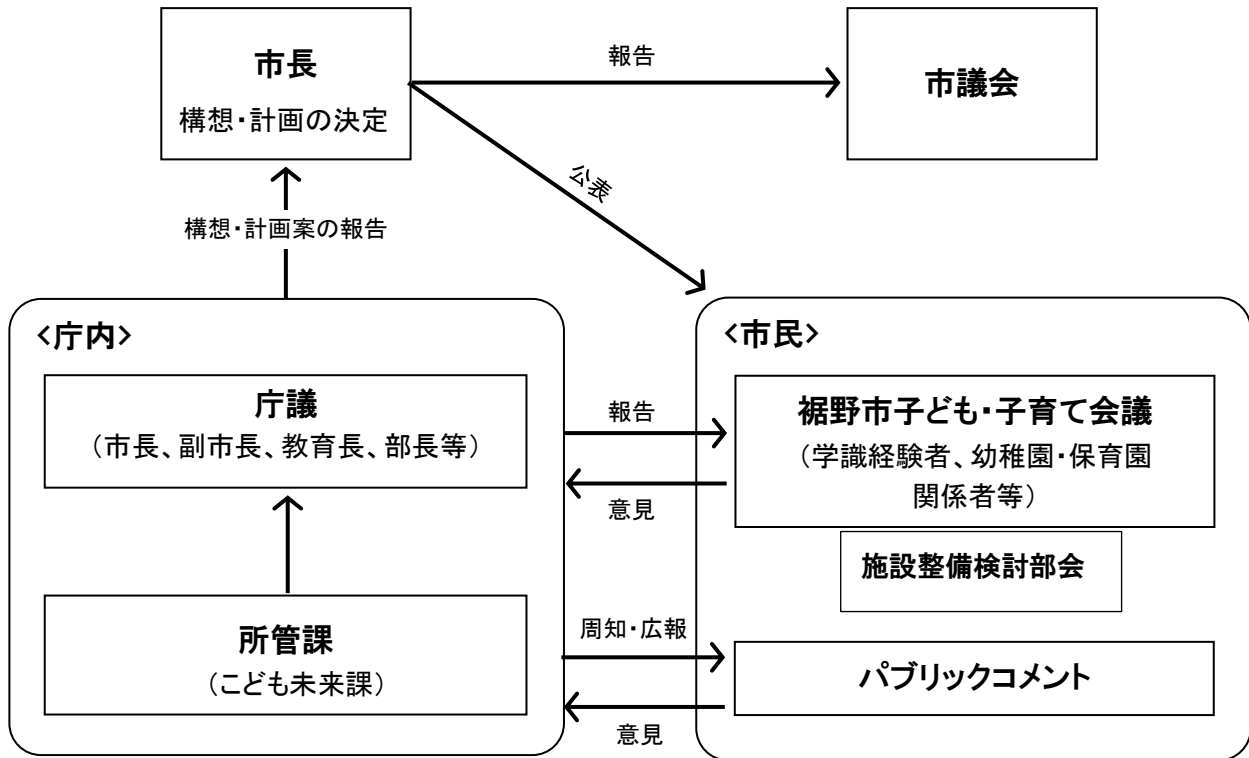 市長
構想・計画の決定
報告
市議会
公表
構想・計画案の報告
<庁内>
庁議
（市長、副市長、教育長、部長等）
所管課
（こども未来課）
報告
意見
周知・広報
意見
<市民>
裾野市子ども・子育て会議
（学識経験者、幼稚園・保育園
関係者等）
施設整備検討部会
パブリックコメント